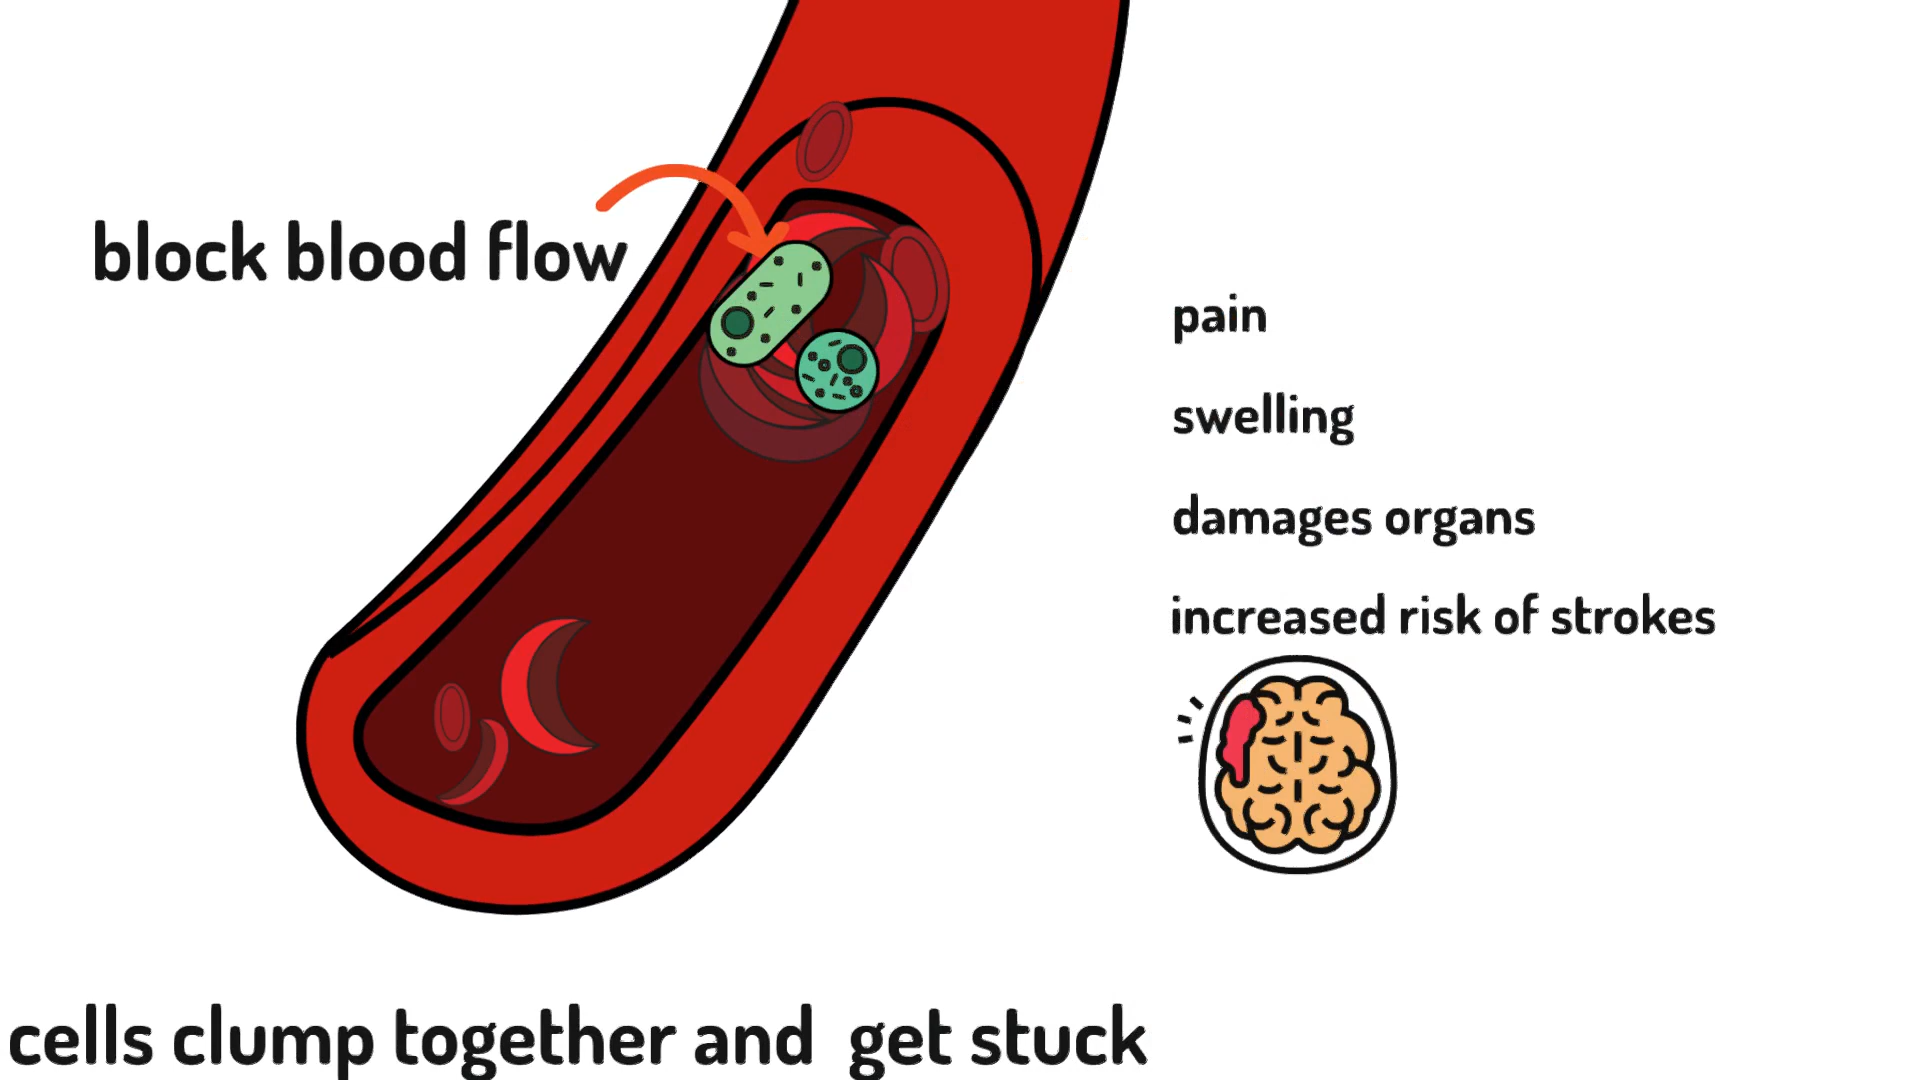 block blood flow
pain
swelling
damages organs
increased risk of strokes
cells clump together and get stuck